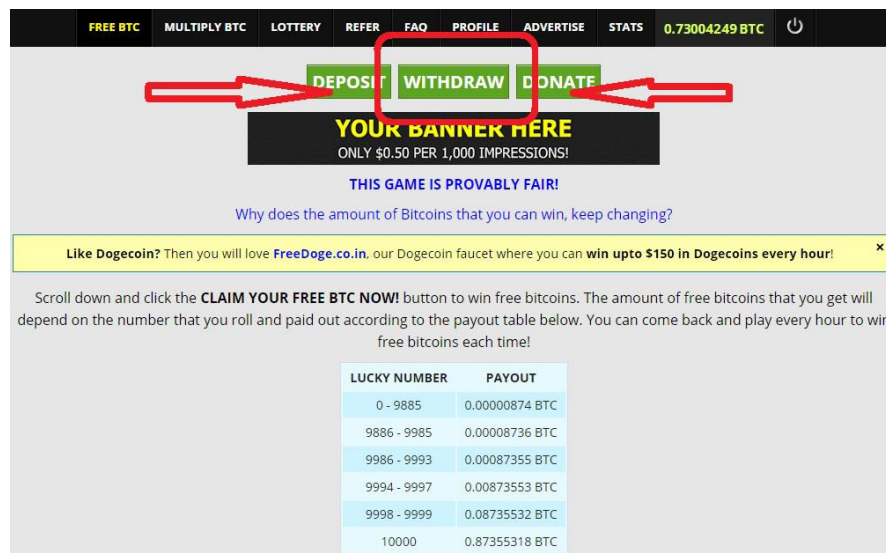 FREE BTC MULTIPLY BTC LOTTERY REFER FAQ PROFILE ADVERTISE STATS 0.73004249 BTC
DEPOSIT WITHDRAW DONATE
YOUR BANNER HERE
ONLY $0.50 PER 1,000 IMPRESSIONS!
THIS GAME IS PROVABLY FAIR!
Why does the amount of Bitcoins that you can win, keep changing?
Like Dogecoin? Then you will love FreeDoge.co.in, our Dogecoin faucet where you can win upto $150 in Dogecoins every hour! ×
Scroll down and click the CLAIM YOUR FREE BTC NOW! button to win free bitcoins. The amount of free bitcoins that you get will
depend on the number that you roll and paid out according to the payout table below. You can come back and play every hour to win
free bitcoins each time!
LUCKY NUMBER PAYOUT
0 - 9885 0.00000874 BTC
9886 - 9985 0.00008736 BTC
9986 - 9993 0.00087355 BTC
9994 - 9997 0.00873553 BTC
9998 - 9999 0.08735532 BTC
10000 0.87355318 BTC